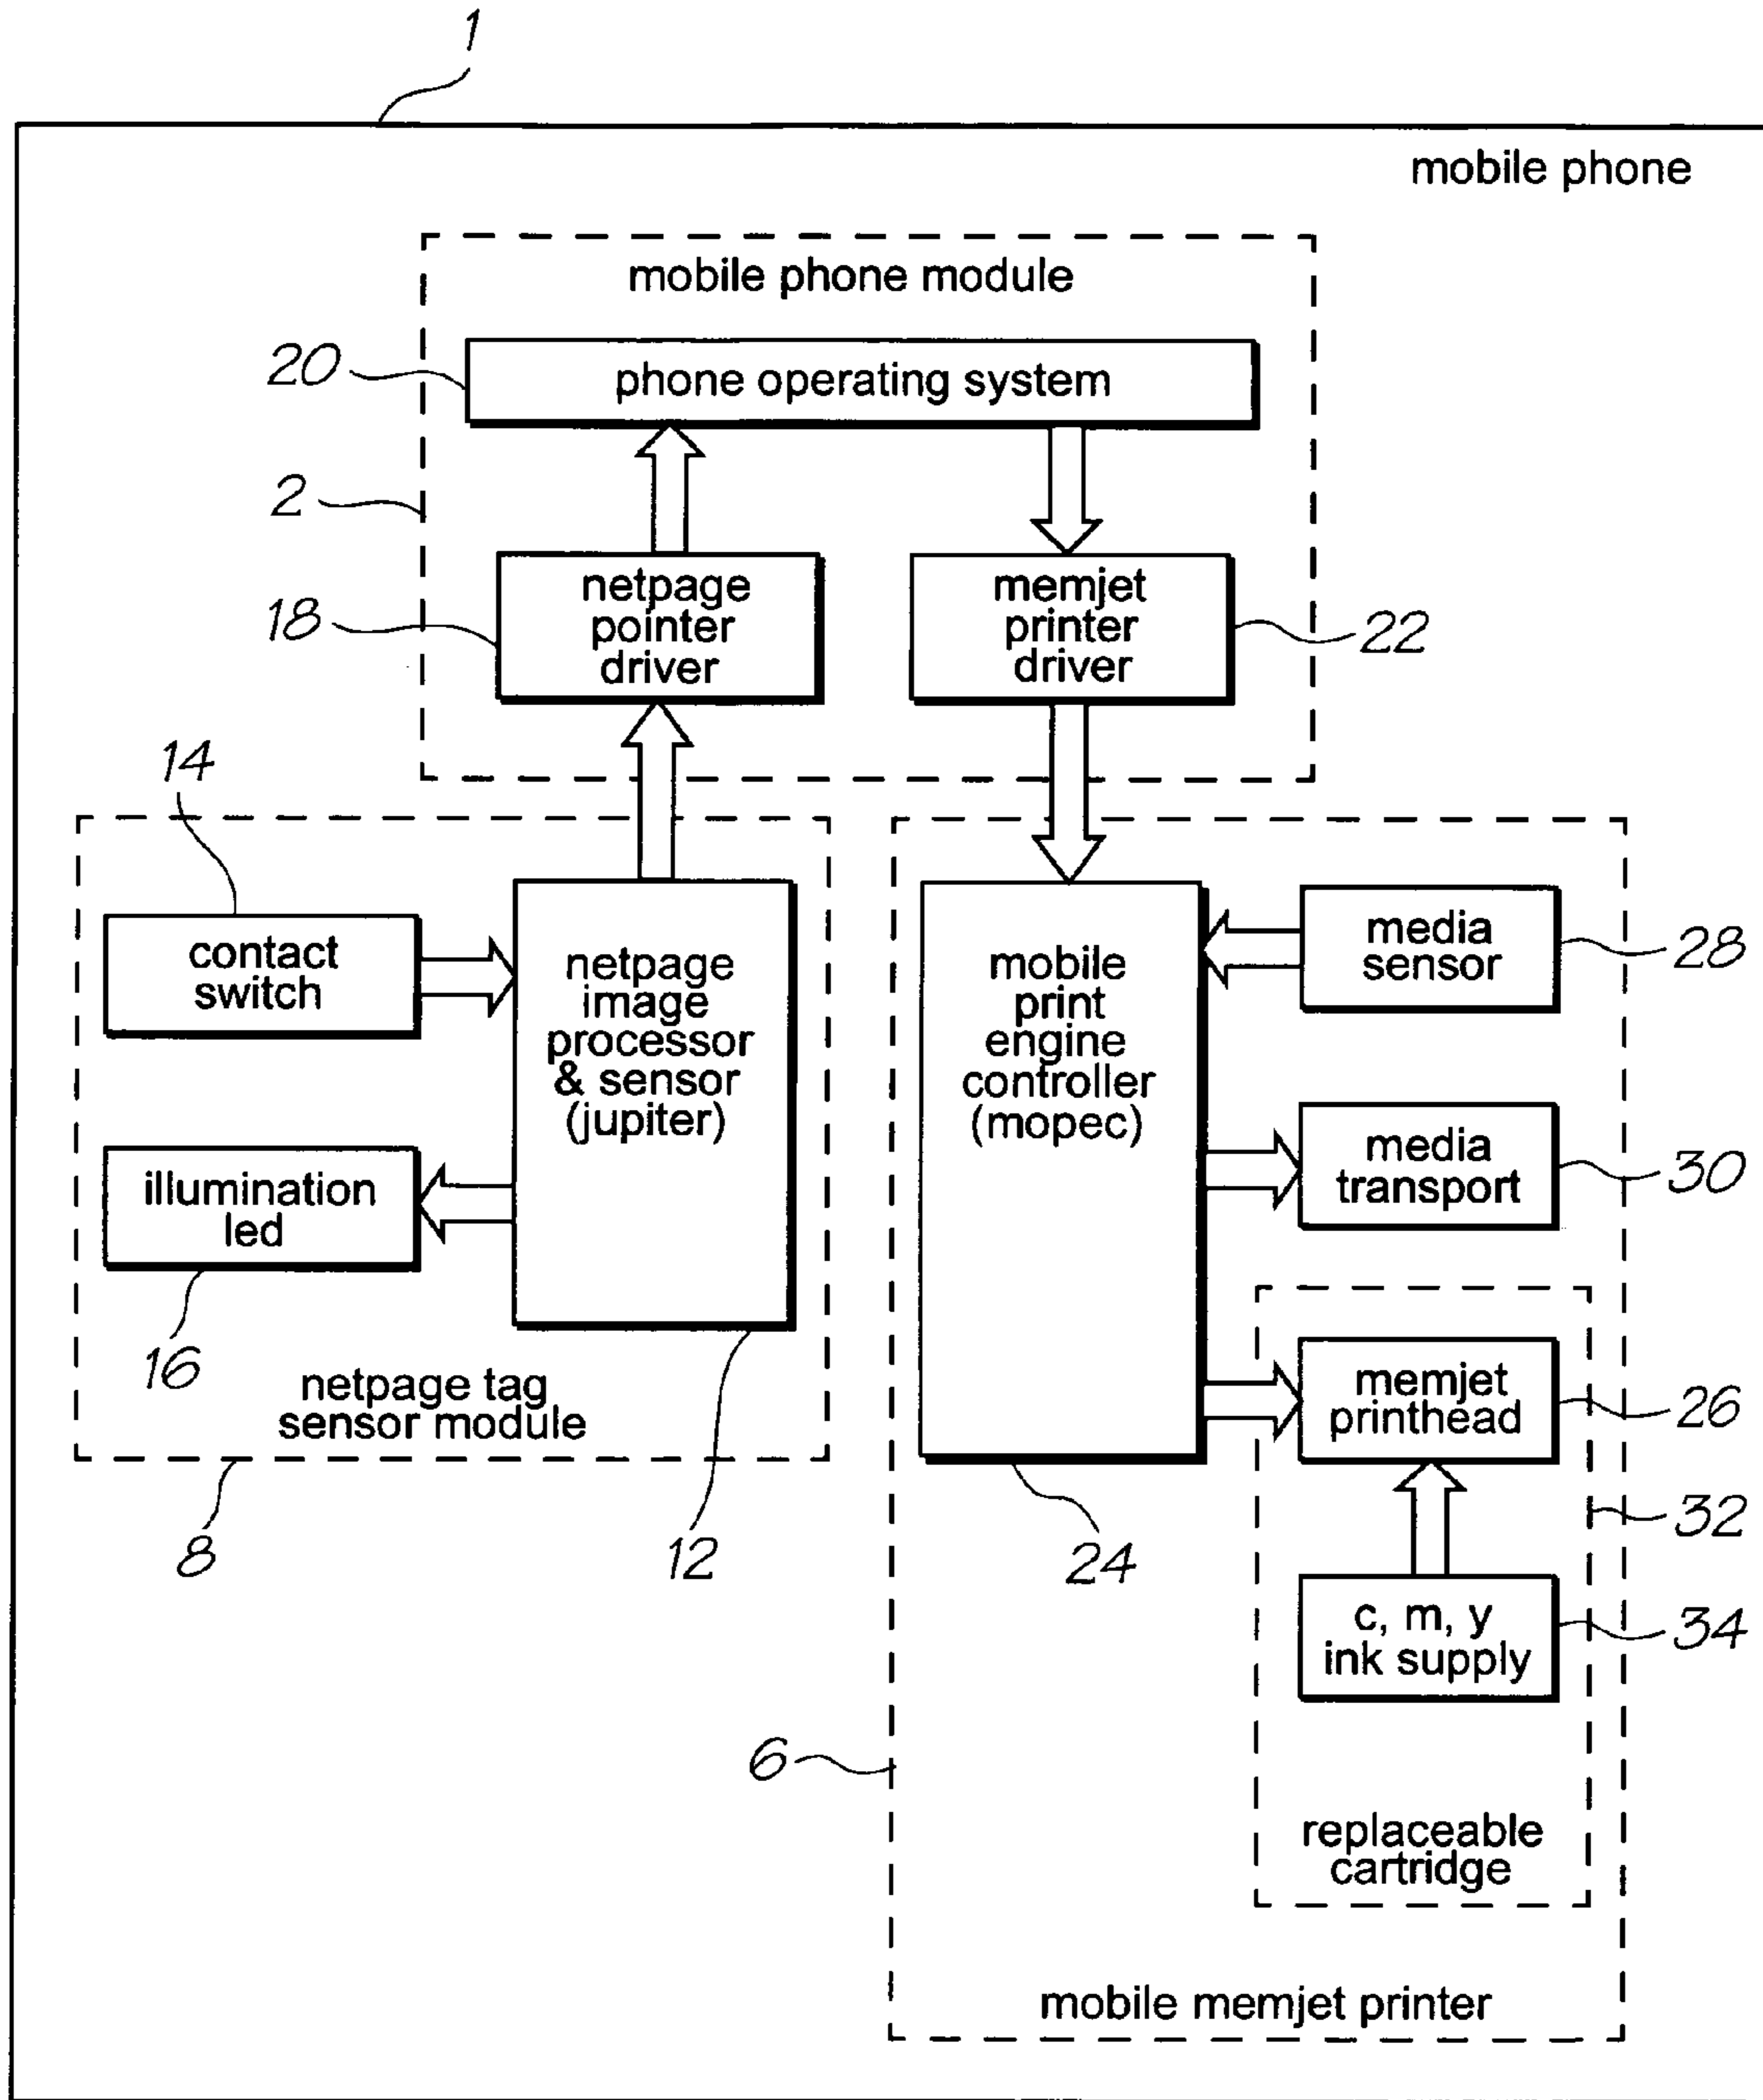 1
mobile phone
mobile phone module
20
phone operating system
2
18
netpage
pointer
driver
memjet
printer
driver
22
14
contact
switch
netpage
image
processor
& sensor
(jupiter)
illumination
led
16
netpage tag
sensor module
8
12
mobile
print
engine
controller
(mopec)
24
media
sensor
28
media
transport
30
memjet
printhead
26
32
c, m, y
ink supply
34
6
replaceable
cartridge
mobile memjet printer